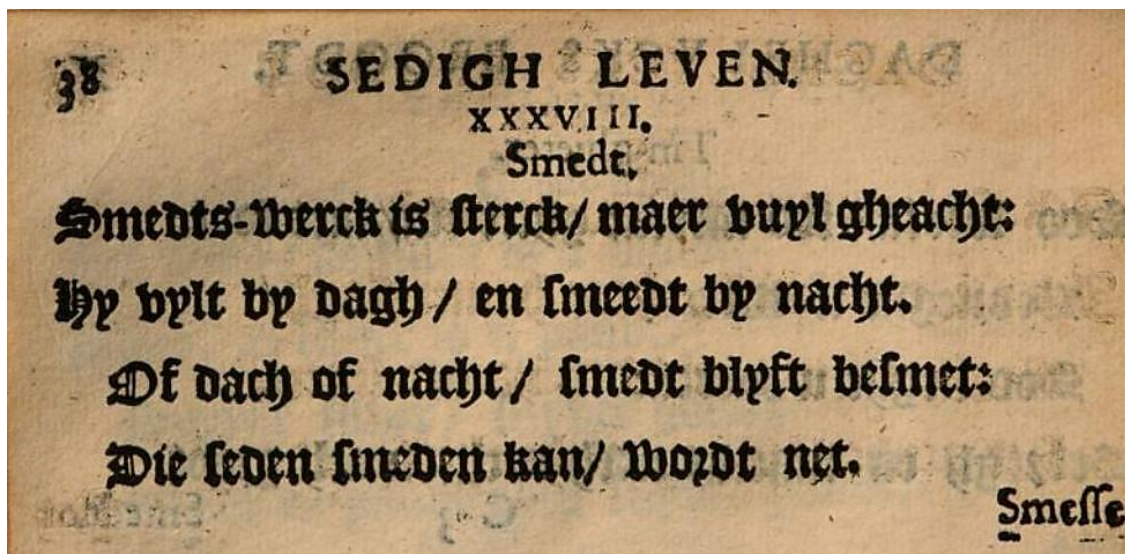 38 SEDIGH LEVEN.
XXXVIII.
Smedt.
Smedts-werck is sterck/ maer vuyl gheacht:
Hy vylt by dagh / en smeedt by nacht.
Of dach of nacht / smedt blyft besmet:
Die seden smeden kan/ wordt net.
Smesse